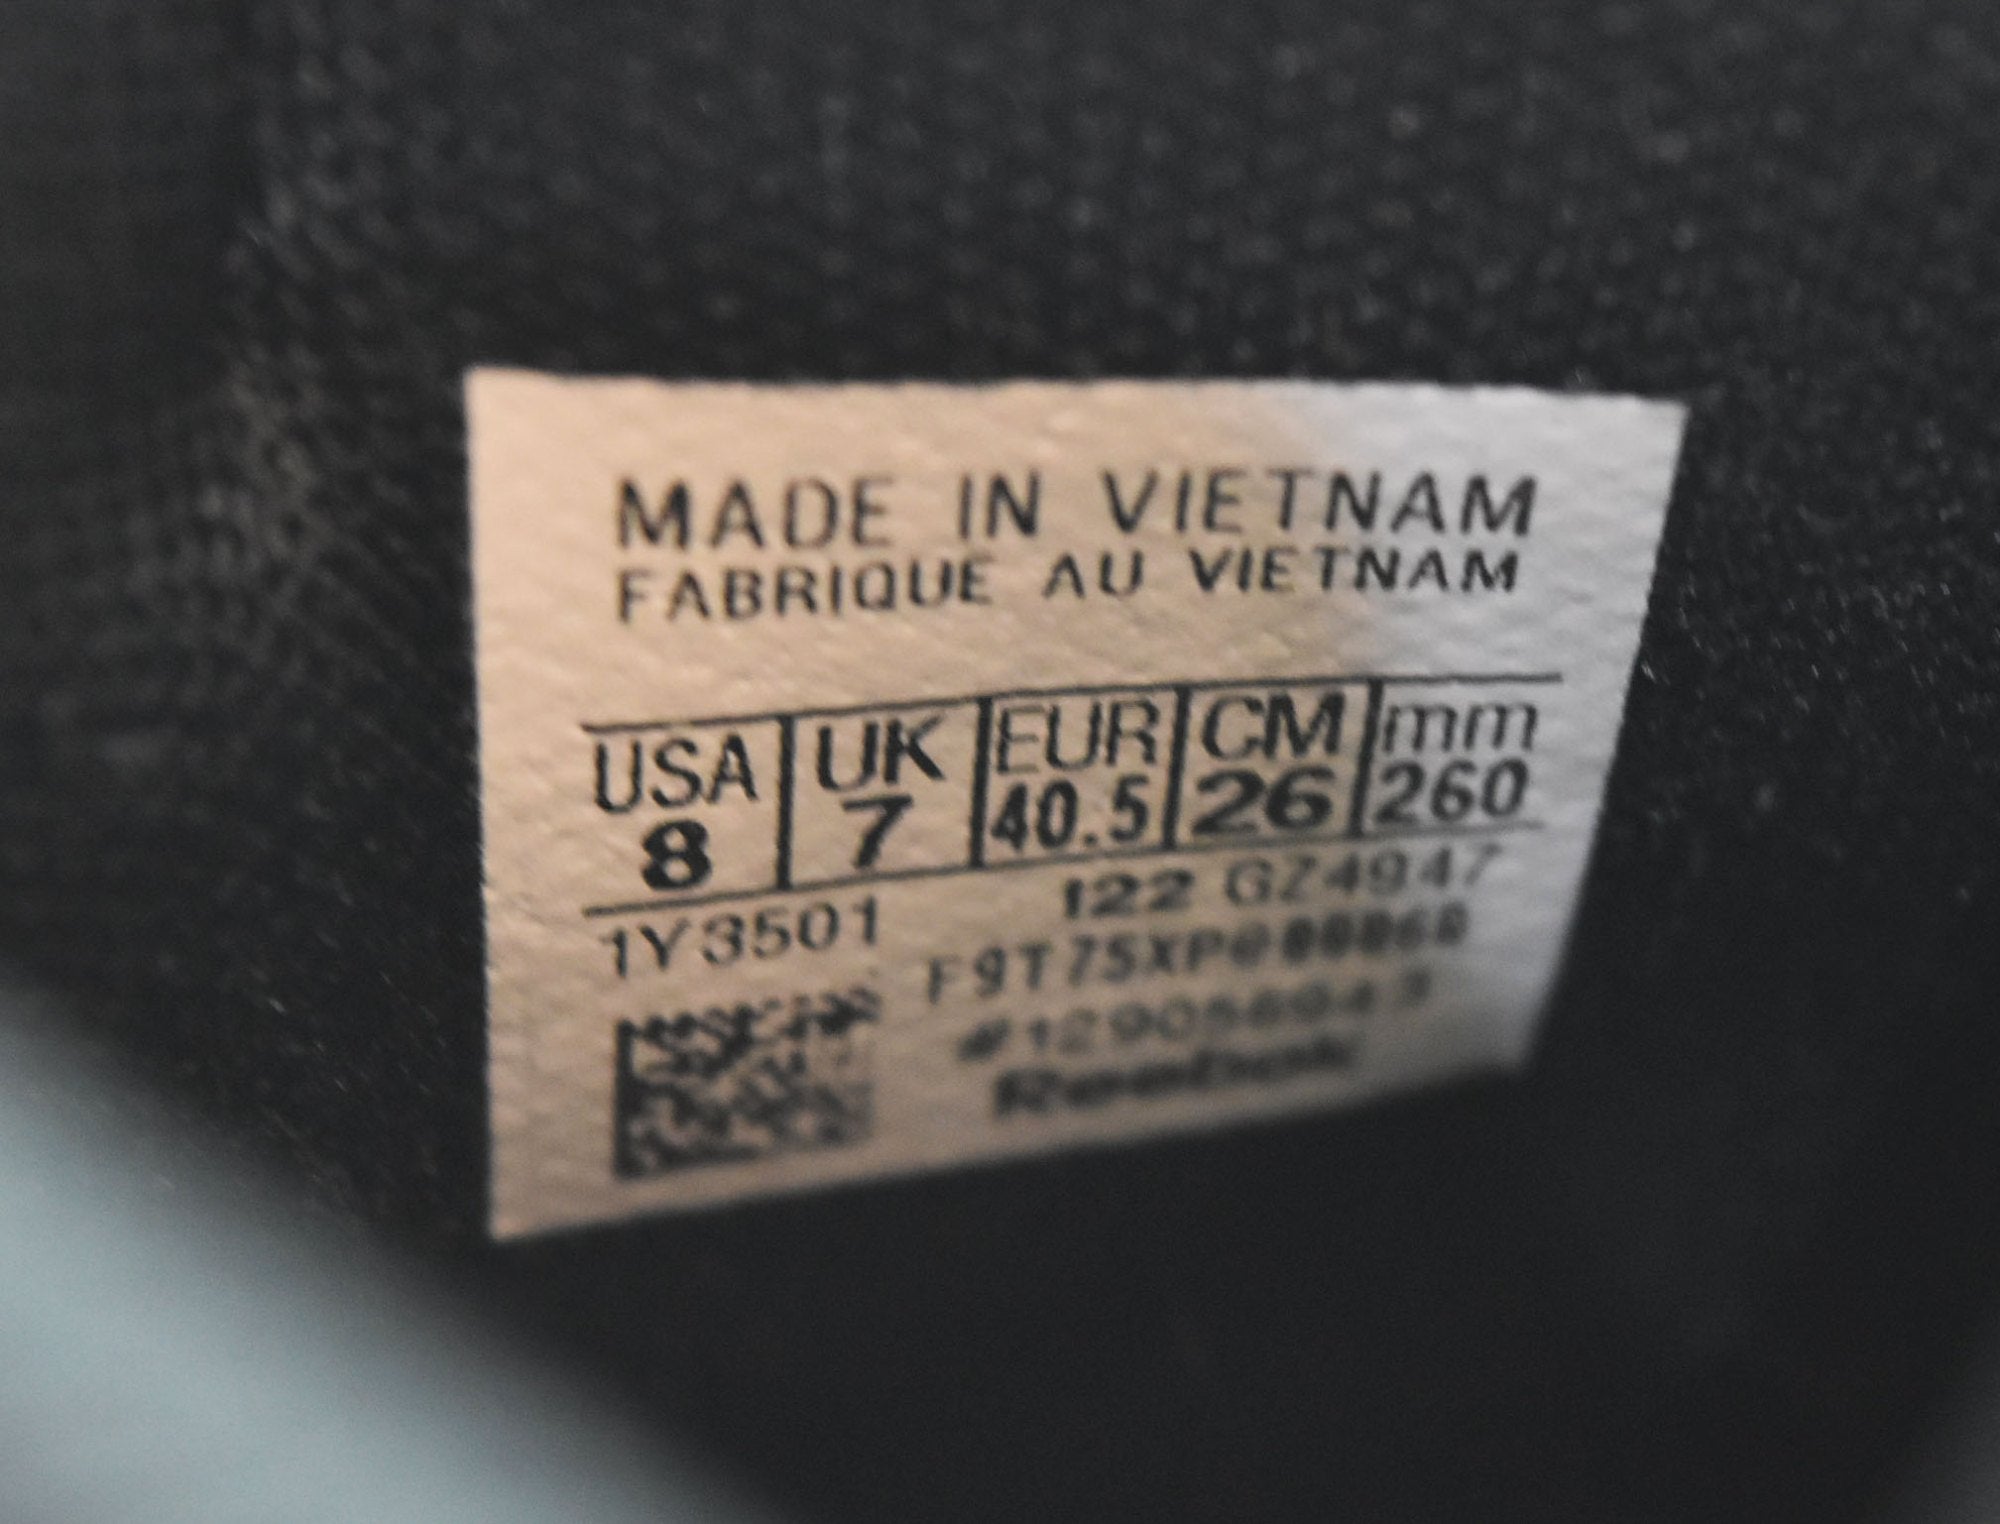 MADE IN VIETNAM
FABRIQUE AU VIETNAM
USA UK EUR CM mm
8 7 40.5 26 260
1Y3501 122 GZ4947
Reebok